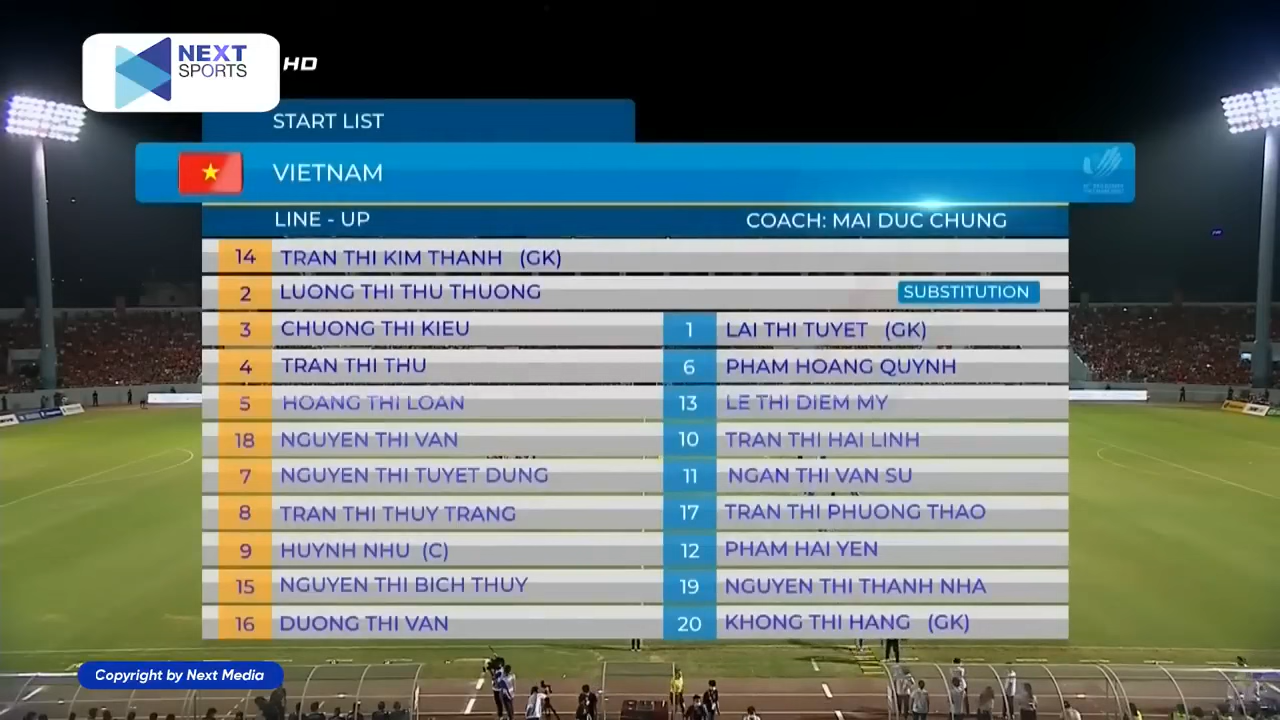 NEXT
SPORTS
HD
START LIST
VIETNAM
LINE - UP
COACH: MAI DUC CHUNG
14 TRAN THI KIM THANH (GK)
2 LUONG THI THU THUONG
SUBSTITUTION
3 CHUONG THI KIEU
1 LAI THI TUYET (GK)
4 TRAN THI THU
6 PHAM HOANG QUYNH
5 HOANG THI LOAN
13 LE THI DIEM MY
18 NGUYEN THI VAN
10 TRAN THI HAI LINH
7 NGUYEN THI TUYET DUNG
11 NGAN THI VAN SU
8 TRAN THI THUY TRANG
17 TRAN THI PHUONG THAO
9 HUYNH NHU (C)
12 PHAM HAI YEN
15 NGUYEN THI BICH THUY
19 NGUYEN THI THANH NHA
16 DUONG THI VAN
20 KHONG THI HANG (GK)
Copyright by Next Media